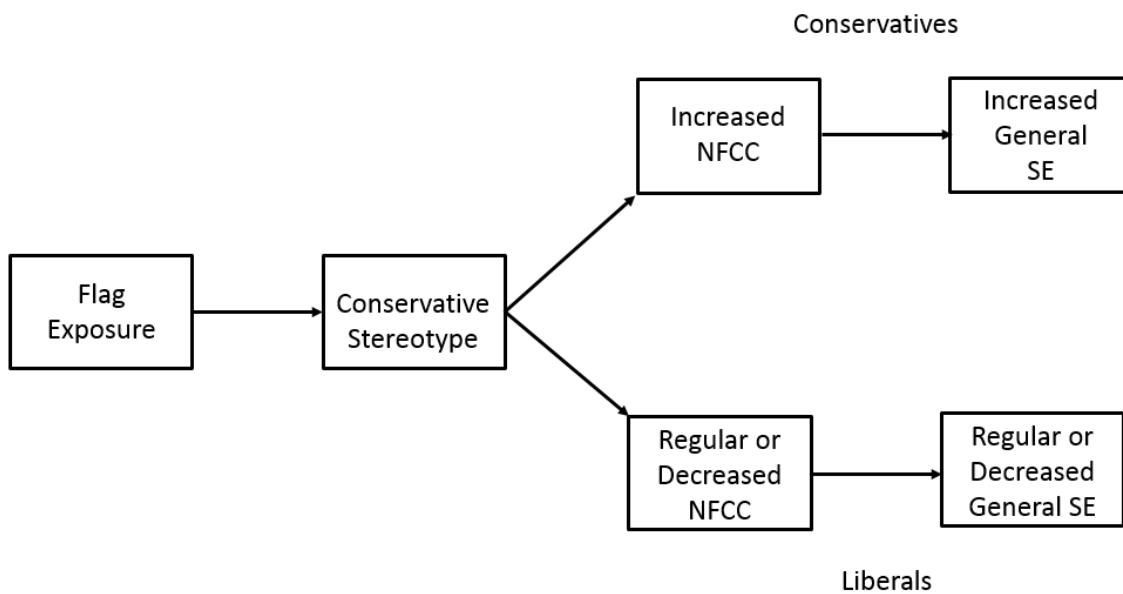 Conservatives
Increased
NFCC
Increased
General
SE
Flag
Exposure
Conservative
Stereotype
Regular or
Decreased
NFCC
Regular or
Decreased
General SE
Liberals